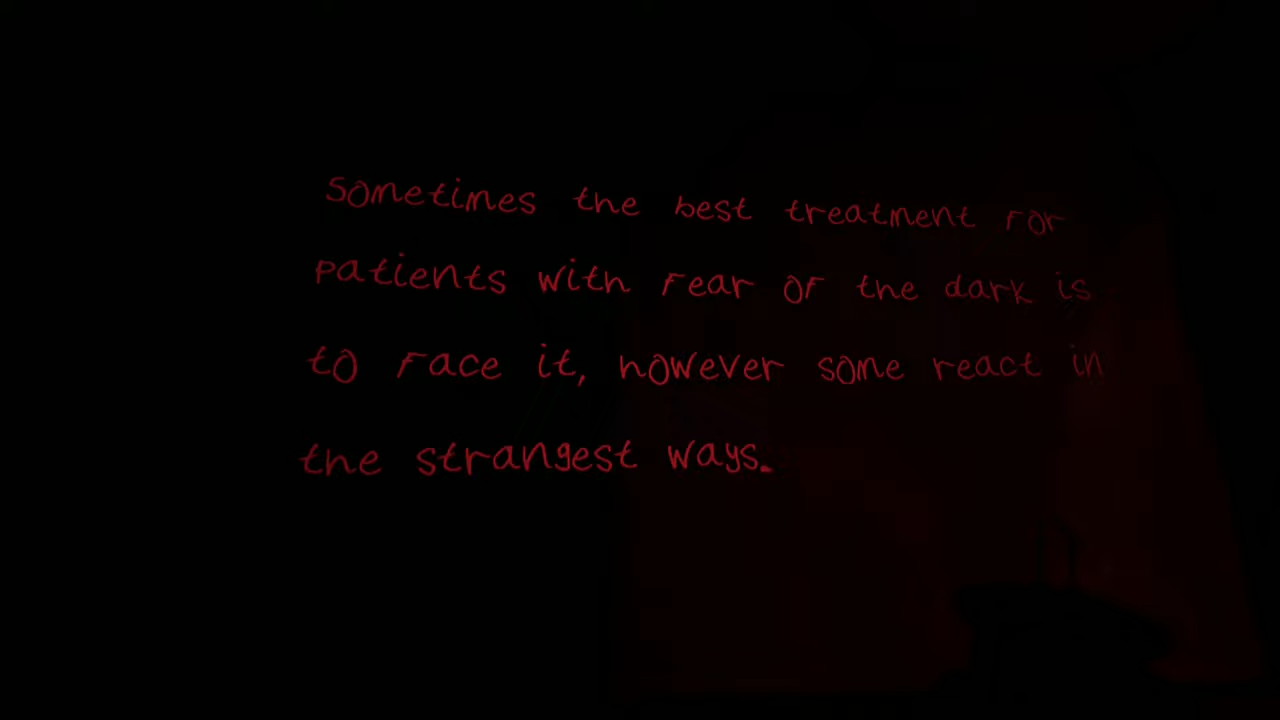 Sometimes the best treatment for
patients with fear of the dark is
to face it, however some react in
the strangest ways.